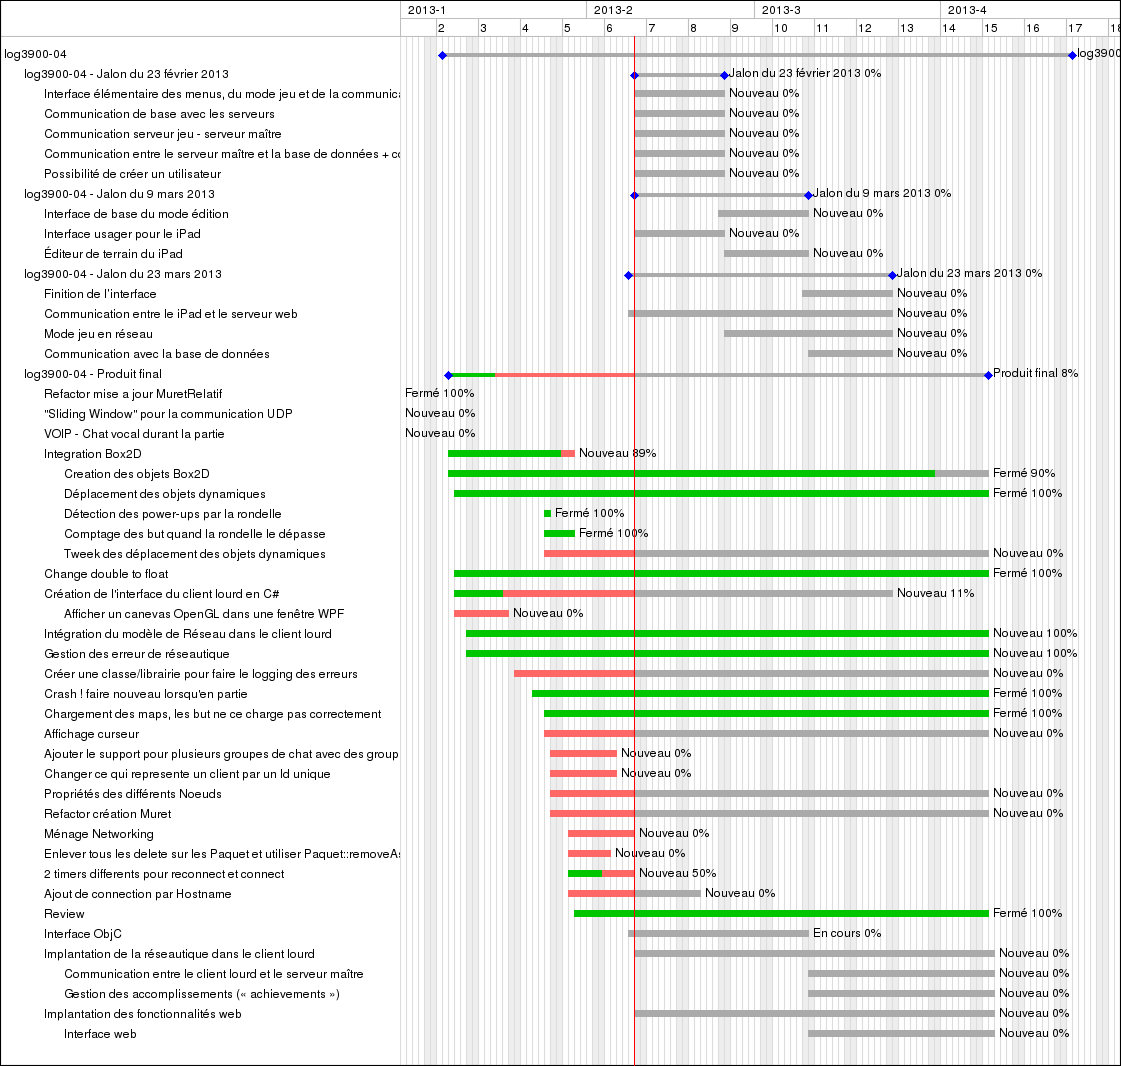 2013-1 2013-2 2013-3 2013-4
2 3 4 5 6 7 8 9 10 11 12 13 14 15 16 17 18
log3900-04 log3900
log3900-04 - Jalon du 23 février 2013 Jalon du 23 février 2013 0%
Interface élémentaire des menus, du mode jeu et de la communica Nouveau 0%
Communication de base avec les serveurs Nouveau 0%
Communication serveur jeu - serveur maître Nouveau 0%
Communication entre le serveur maître et la base de données + co Nouveau 0%
Possibilité de créer un utilisateur Nouveau 0%
log3900-04 - Jalon du 9 mars 2013 Jalon du 9 mars 2013 0%
Interface de base du mode édition Nouveau 0%
Interface usager pour le iPad Nouveau 0%
Éditeur de terrain du iPad Nouveau 0%
log3900-04 - Jalon du 23 mars 2013 Jalon du 23 mars 2013 0%
Finition de l'interface Nouveau 0%
Communication entre le iPad et le serveur web Nouveau 0%
Mode jeu en réseau Nouveau 0%
Communication avec la base de données Nouveau 0%
log3900-04 - Produit final Produit final 8%
Refactor mise a jour MuretRelatif Fermé 100%
"Sliding Window" pour la communication UDP Nouveau 0%
VOIP - Chat vocal durant la partie Nouveau 0%
Integration Box2D Nouveau 89%
Creation des objets Box2D Fermé 90%
Déplacement des objets dynamiques Fermé 100%
Détection des power-ups par la rondelle Fermé 100%
Comptage des but quand la rondelle le dépasse Fermé 100%
Tweek des déplacement des objets dynamiques Nouveau 0%
Change double to float Fermé 100%
Création de l'interface du client lourd en C# Nouveau 11%
Afficher un canevas OpenGL dans une fenêtre WPF Nouveau 0%
Intégration du modèle de Réseau dans le client lourd Nouveau 100%
Gestion des erreur de réseautique Nouveau 100%
Créer une classe/librairie pour faire le logging des erreurs Nouveau 0%
Crash ! faire nouveau lorsqu'en partie Fermé 100%
Chargement des maps, les but ne ce charge pas correctement Fermé 100%
Affichage curseur Nouveau 0%
Ajouter le support pour plusieurs groupes de chat avec des group Nouveau 0%
Changer ce qui represente un client par un Id unique Nouveau 0%
Propriétés des différents Noeuds Nouveau 0%
Refactor création Muret Nouveau 0%
Ménage Networking Nouveau 0%
Enlever tous les delete sur les Paquet et utiliser Paquet::removeAs Nouveau 0%
2 timers differents pour reconnect et connect Nouveau 50%
Ajout de connection par Hostname Nouveau 0%
Review Fermé 100%
Interface ObjC En cours 0%
Implantation de la réseautique dans le client lourd Nouveau 0%
Communication entre le client lourd et le serveur maître Nouveau 0%
Gestion des accomplissements (« achievements ») Nouveau 0%
Implantation des fonctionnalités web Nouveau 0%
Interface web Nouveau 0%